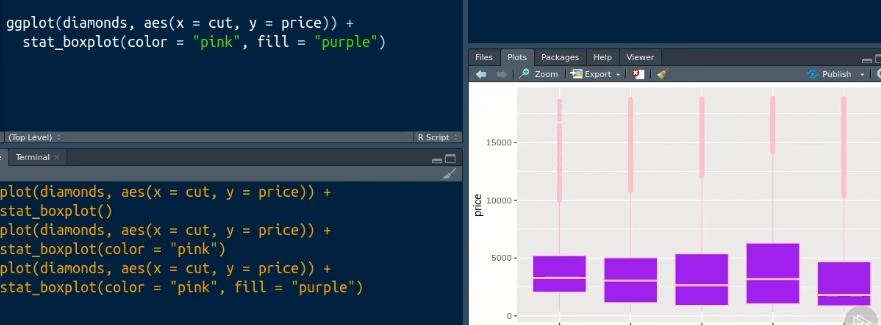 ggplot(diamonds, aes(x = cut, y = price)) +
stat_boxplot(color = "pink", fill = "purple")
(Top Level)
R Script
Terminal
plot(diamonds, aes(x = cut, y = price)) +
stat_boxplot()
plot(diamonds, aes(x = cut, y = price)) +
stat_boxplot(color = "pink")
plot(diamonds, aes(x = cut, y = price)) +
stat_boxplot(color = "pink", fill = "purple")
Files Plots Packages Help Viewer
Zoom Export Publish
15000
10000
5000
0
price